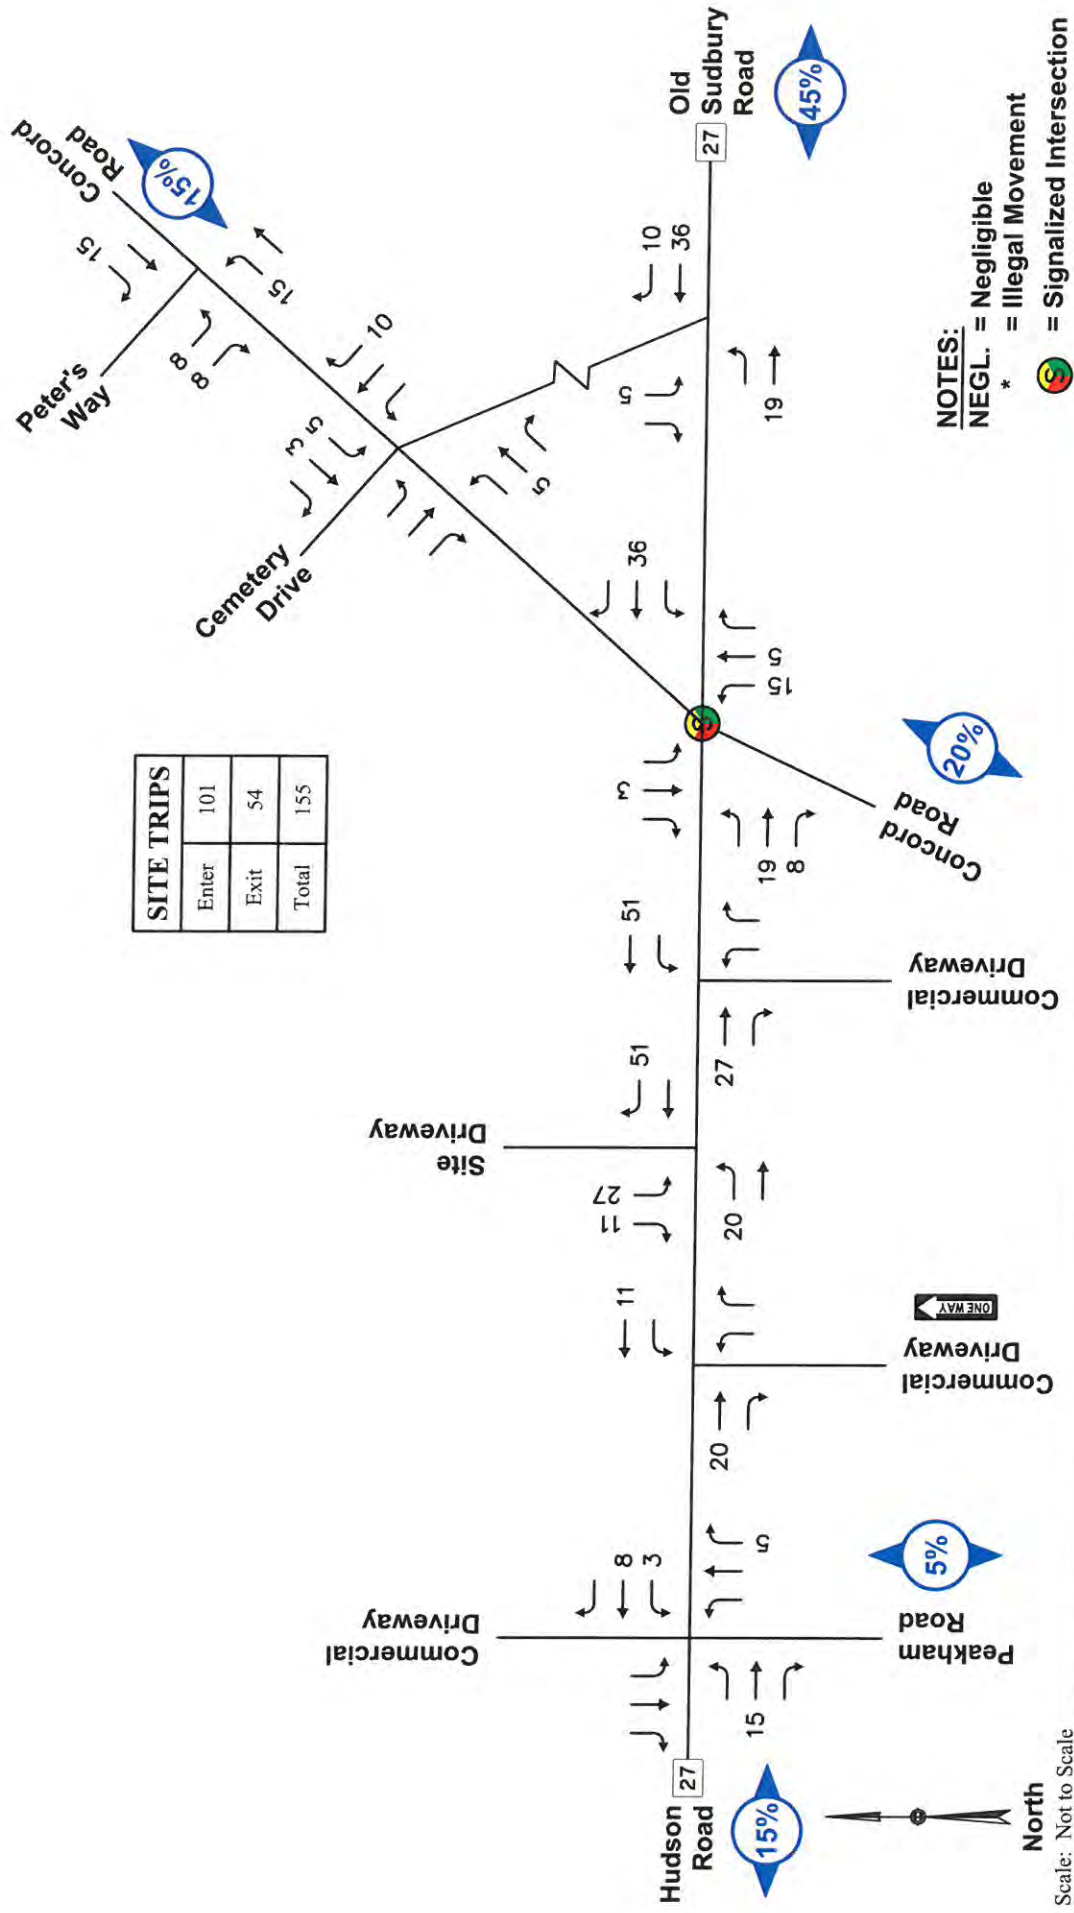 SITE TRIPS
Enter 101
Exit 54
Total 155
Peter's
Way
Concord
Road
15%
15
8
8
15
Cemetery
Drive
3
5
10
5
Old
Sudbury
Road
27
45%
10
36
5
19
36
15
5
3
19
8
Concord
Road
20%
51
27
Commercial
Driveway
Site
Driveway
51
27
11
20
11
20
Commercial
Driveway
ONE WAY
Commercial
Driveway
8
3
5
15
Peakham
Road
5%
27
Hudson
Road
15%
North
Scale: Not to Scale
NOTES:
NEGL. = Negligible
* = Illegal Movement
S = Signalized Intersection
S